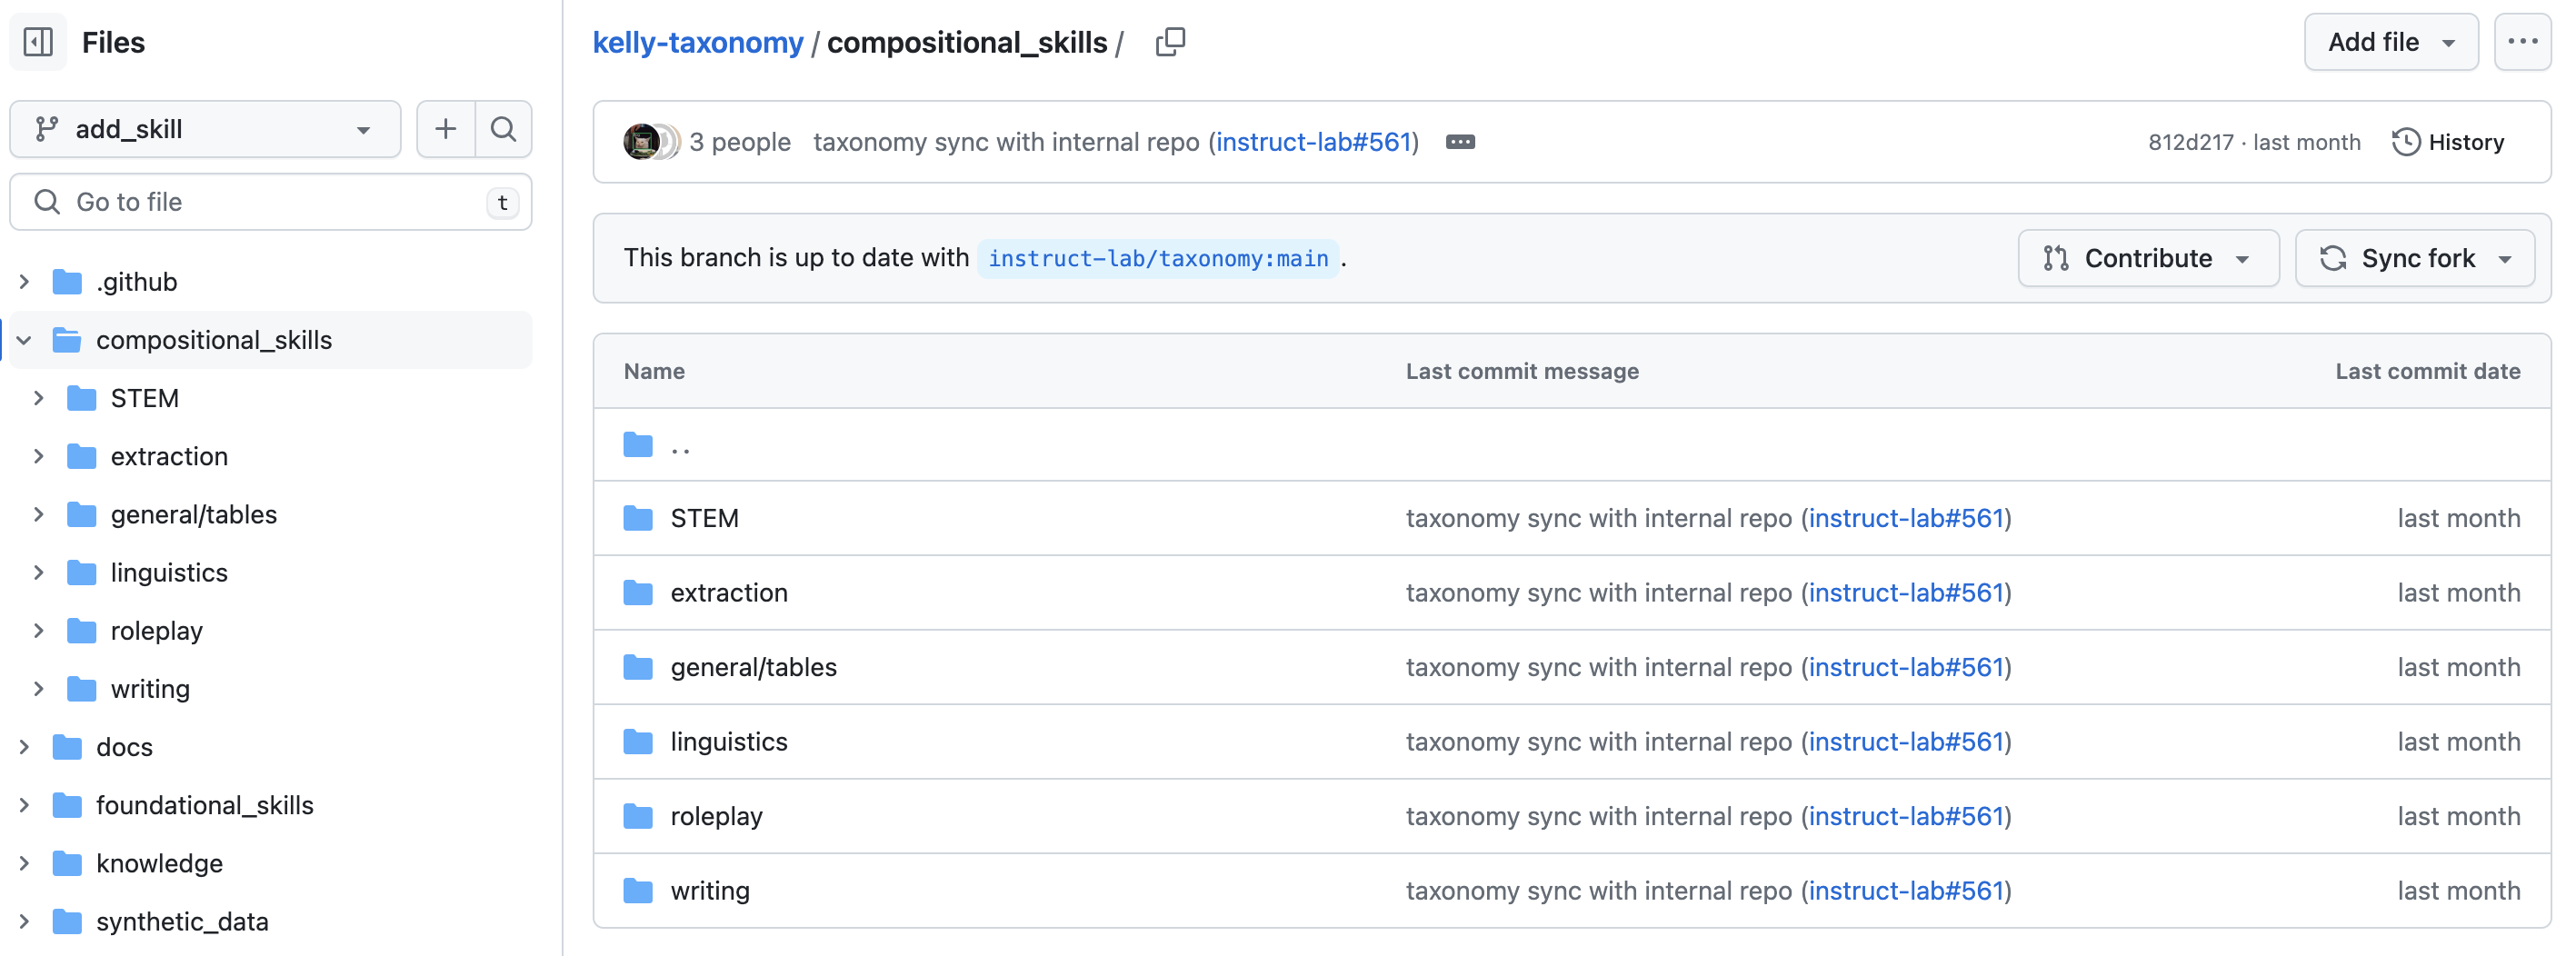 Files
add_skill
Go to file
t
.github
compositional_skills
STEM
extraction
general/tables
linguistics
roleplay
writing
docs
foundational_skills
knowledge
synthetic_data
kelly-taxonomy / compositional_skills /
Add file
3 people taxonomy sync with internal repo (instruct-lab#561)
812d217 · last month
History
This branch is up to date with instruct-lab/taxonomy:main .
Contribute
Sync fork
Name Last commit message Last commit date
..
STEM taxonomy sync with internal repo (instruct-lab#561) last month
extraction taxonomy sync with internal repo (instruct-lab#561) last month
general/tables taxonomy sync with internal repo (instruct-lab#561) last month
linguistics taxonomy sync with internal repo (instruct-lab#561) last month
roleplay taxonomy sync with internal repo (instruct-lab#561) last month
writing taxonomy sync with internal repo (instruct-lab#561) last month